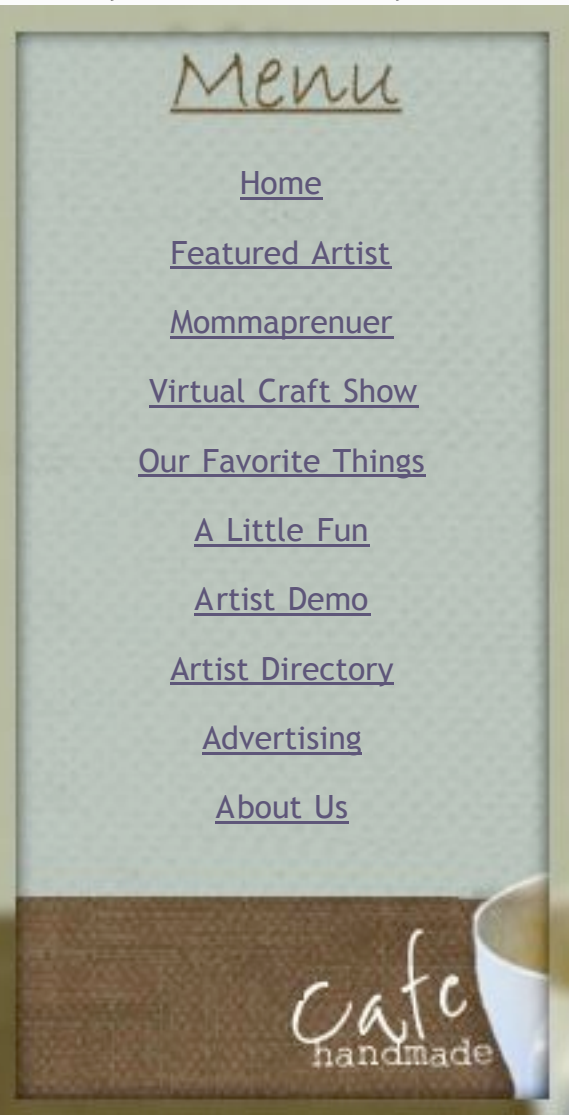 Menu
Home
Featured Artist
Mommaprenuer
Virtual Craft Show
Our Favorite Things
A Little Fun
Artist Demo
Artist Directory
Advertising
About Us
cafe
handmade